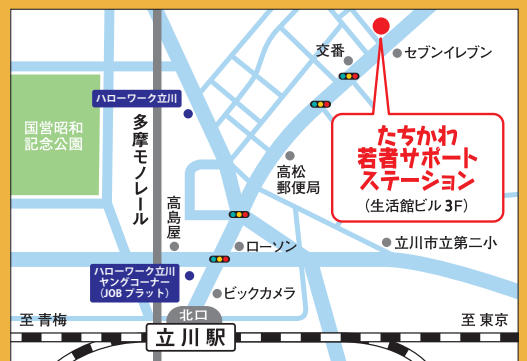 交番
セブンイレブン
ハローワーク立川
国営昭和
記念公園
多摩モノレール
たちかわ
若者サポート
ステーション
(生活館ビル3F)
高松
郵便局
高島屋
ローソン
立川市立第二小
ハローワーク立川
ヤングコーナー
(JOBプラット)
ビックカメラ
北口
至 青梅
立川駅
至 東京